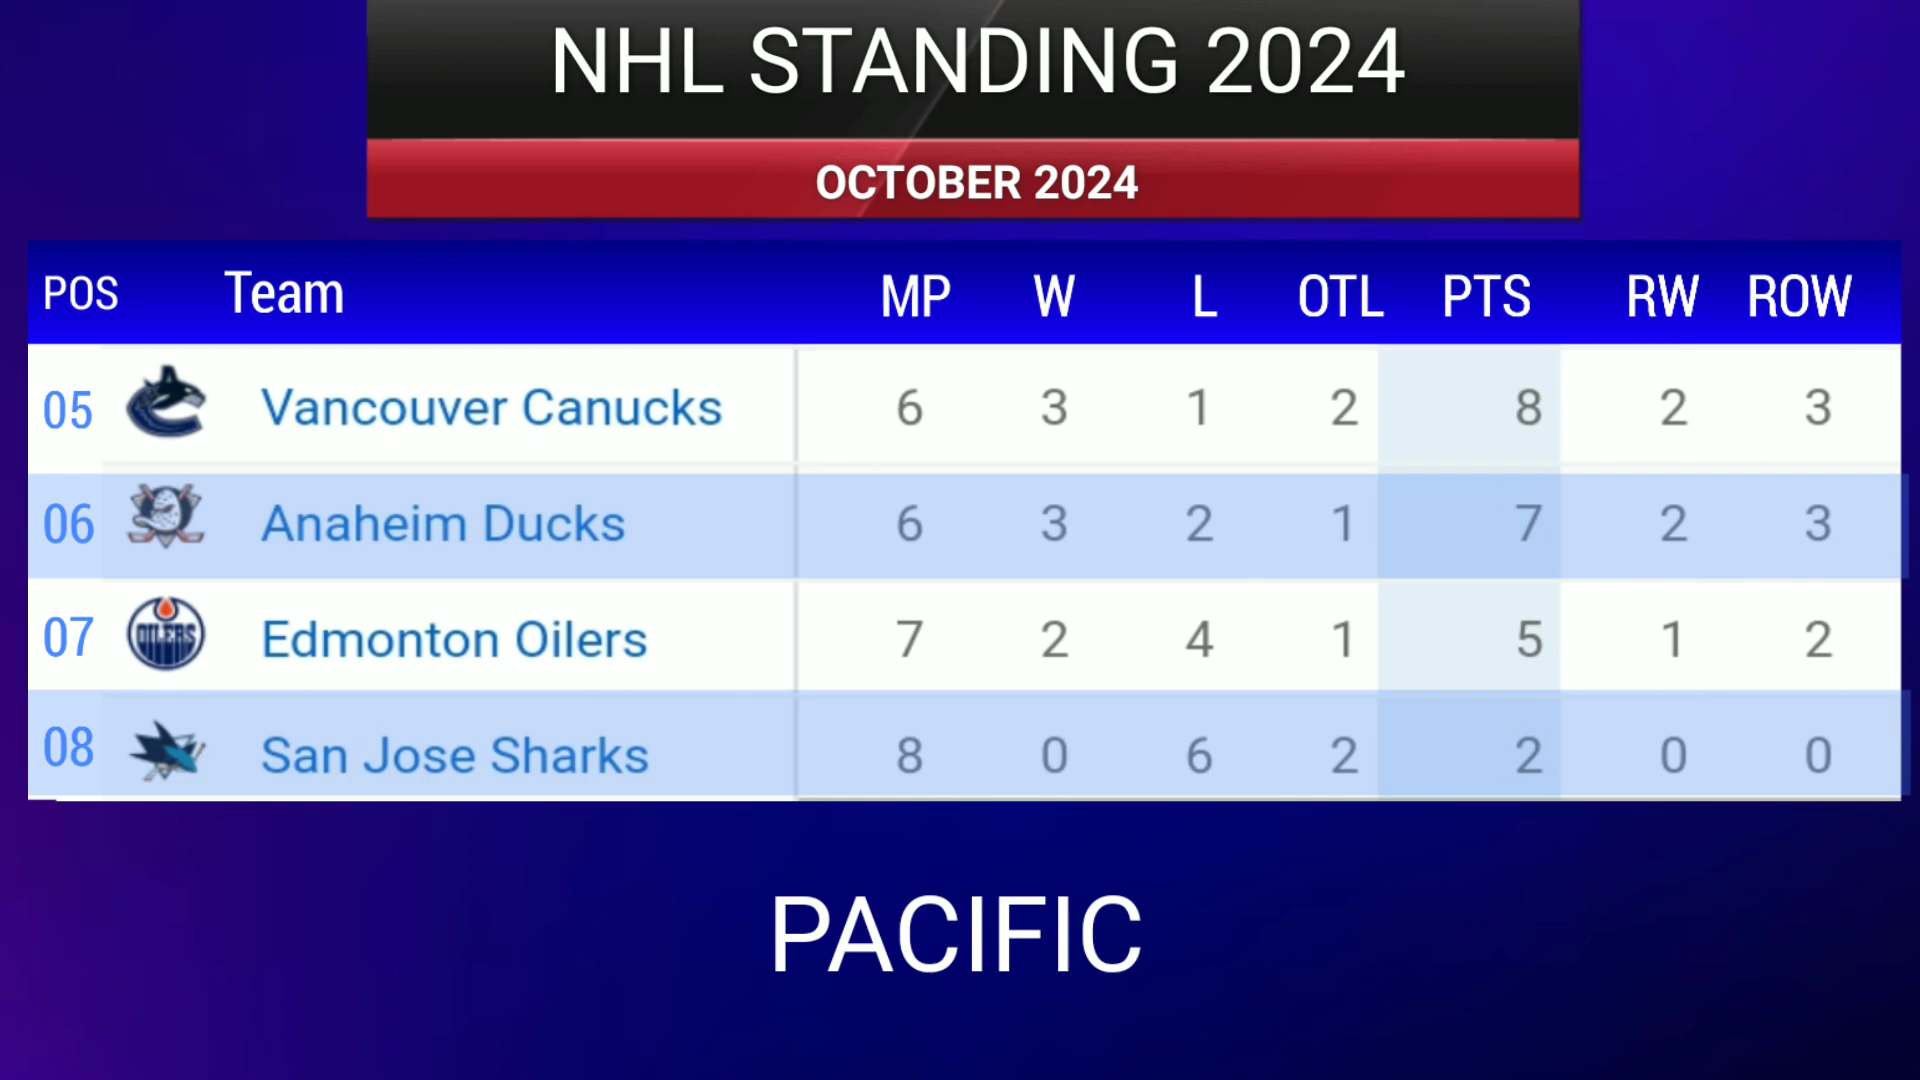 NHL STANDING 2024
OCTOBER 2024
POS Team MP W L OTL PTS RW ROW
05 Vancouver Canucks 6 3 1 2 8 2 3
06 Anaheim Ducks 6 3 2 1 7 2 3
07 OILERS Edmonton Oilers 7 2 4 1 5 1 2
08 San Jose Sharks 8 0 6 2 2 0 0
PACIFIC